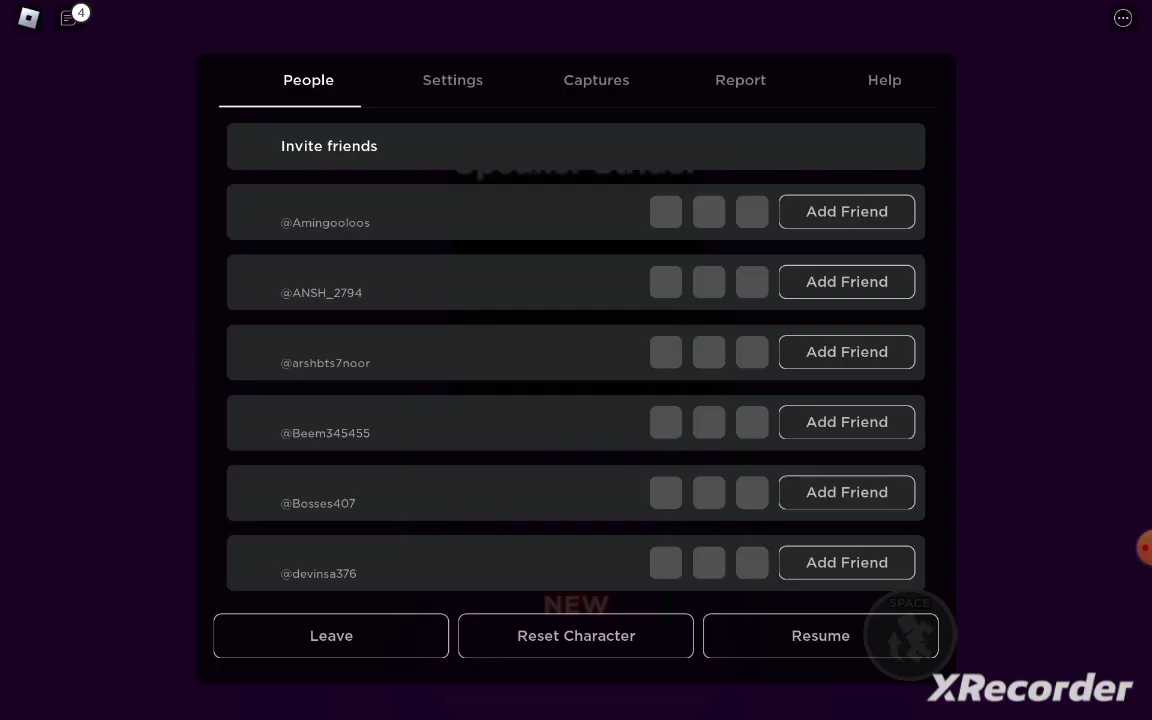 4
People
Settings
Captures
Report
Help
Invite friends
@Amingooloos
Add Friend
@ANSH_2794
Add Friend
@arshbts7noor
Add Friend
@Beem345455
Add Friend
@Bosses407
Add Friend
@devinsa376
Add Friend
NEW
SPACE
Leave
Reset Character
Resume
XRecorder